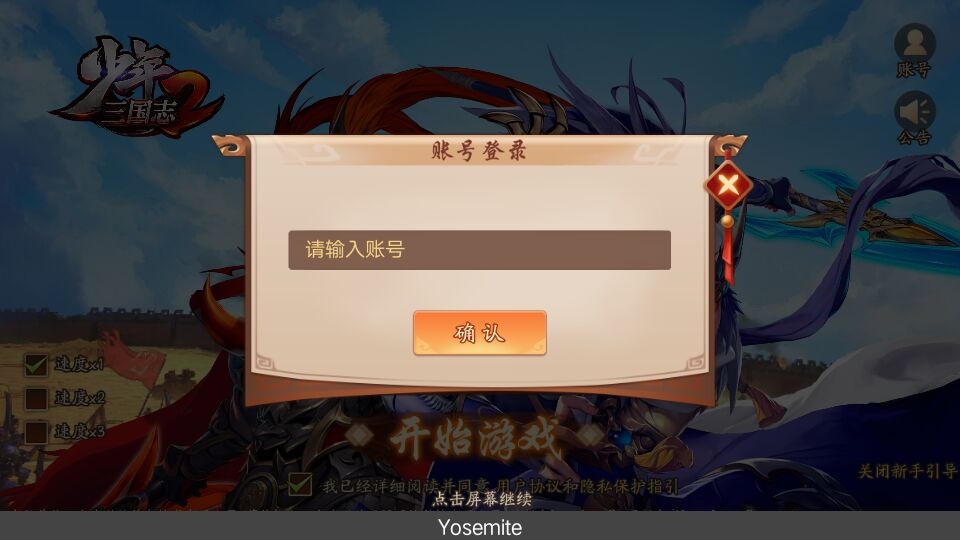 少年
三国志2
账号
公告
账号登录
请输入账号
确认
速度x1
速度x2
速度x3
开始游戏
关闭新手引导
我已经详细阅读并同意 用户协议和隐私保护指引
点击屏幕继续
Yosemite